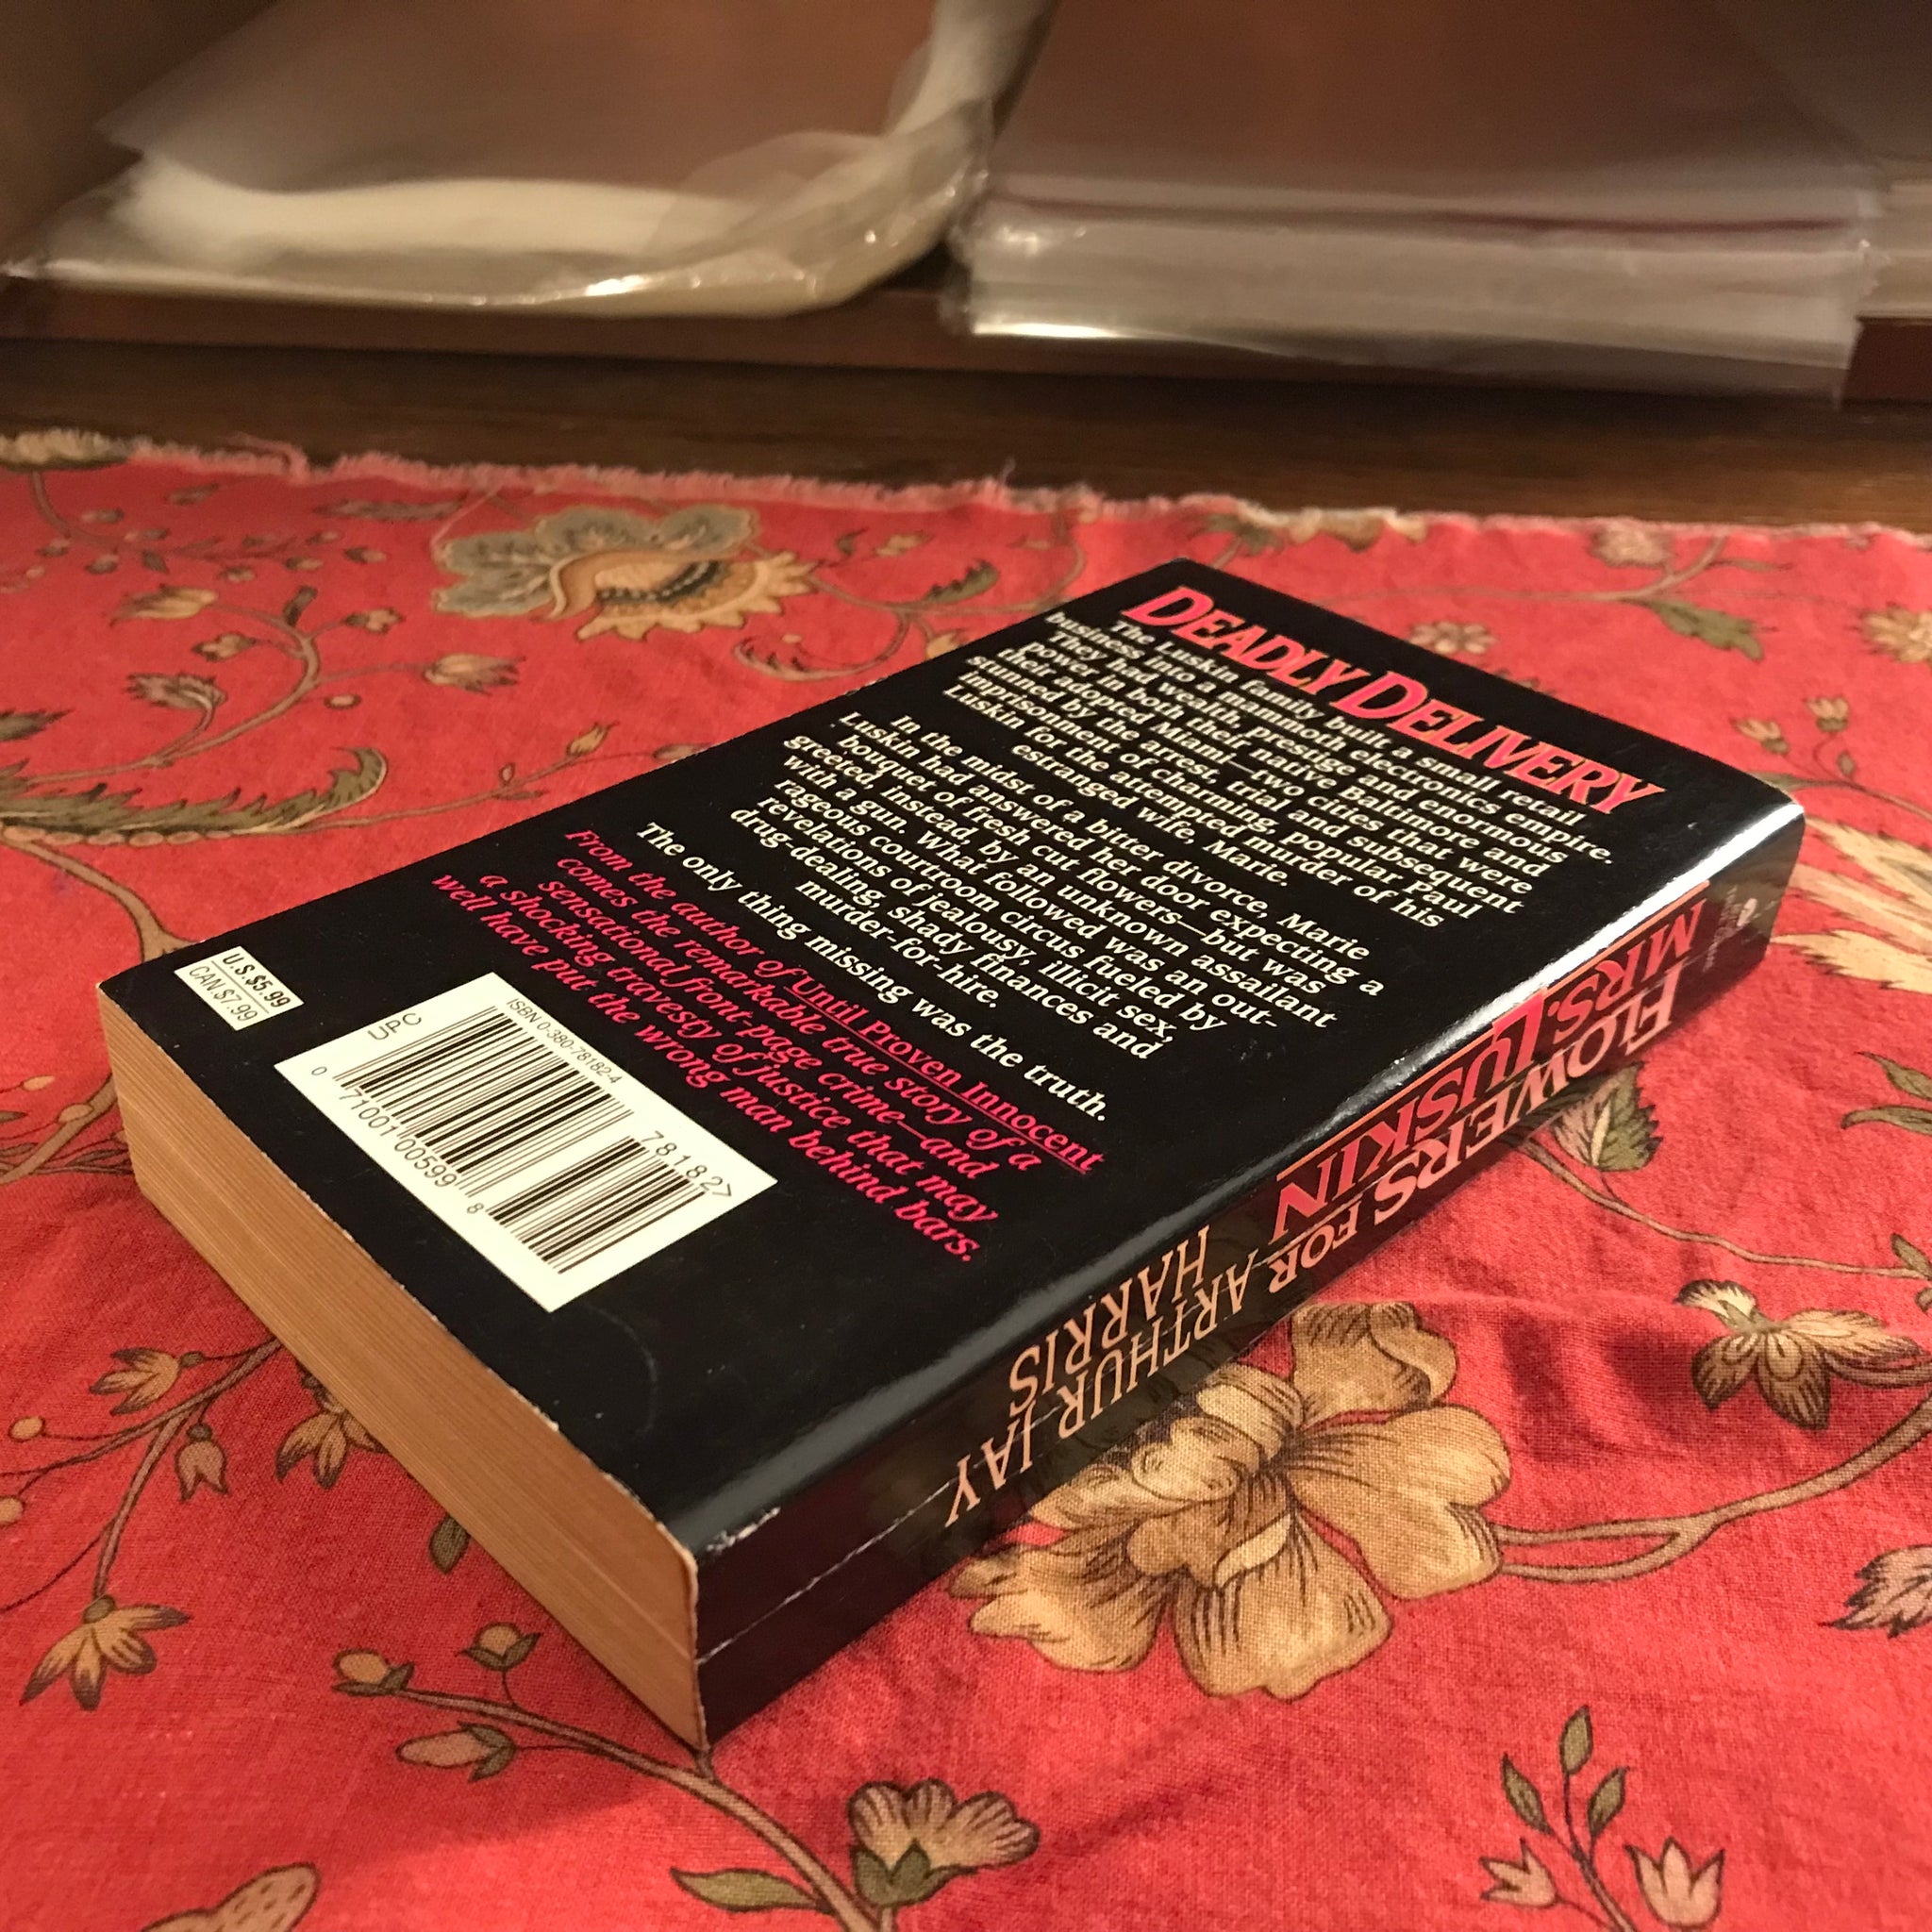 DEADLY DELIVERY
The Luskin family built a small retail
business into a mammoth electronics empire.
They had wealth, prestige and enormous
power in both their native Baltimore and
their adopted Miami—two cities that were
stunned by the arrest, trial and subsequent
imprisonment of charming, popular Paul
Luskin for the attempted murder of his
estranged wife, Marie.
In the midst of a bitter divorce, Marie
Luskin had answered her door expecting a
bouquet of fresh cut flowers—but was
greeted, instead, by an unknown assailant
with a gun. What followed was an out-
rageous courtroom circus fueled by
revelations of jealousy, illicit sex,
drug-dealing, shady finances and
murder-for-hire.
The only thing missing was the truth.
From the author of Until Proven Innocent
comes the remarkable true story of a
sensational front-page crime—and
a shocking travesty of justice that may
well have put the wrong man behind bars.
U.S.$5.99
CAN $7.99
UPC
ISBN 0-380-78182-4
0 71001 00599 8
78182>
FLOWERS FOR
MRS. LUSKIN
ARTHUR JAY
HARRIS